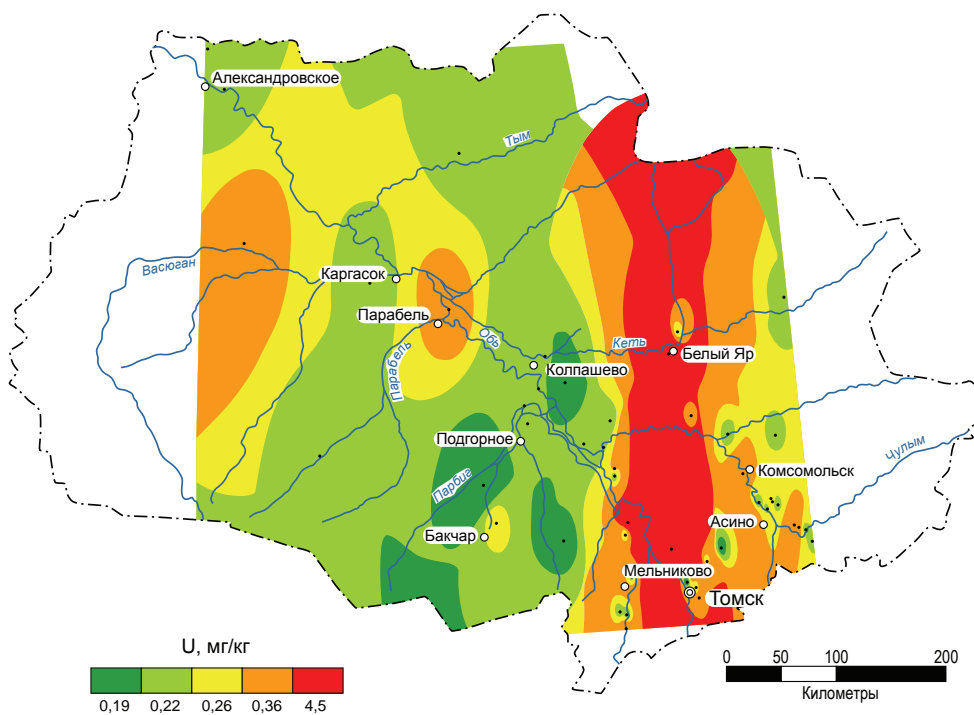 Александровское
Тым
Васюган
Каргасок
Парабель
Обь
Кеть
Белый Яр
Парабель
Колпашево
Подгорное
Комсомольск
Чулым
Парбиг
Бакчар
Асино
Мельниково
Томск
U, мг/кг
0,19 0,22 0,26 0,36 4,5
0 50 100 200
Километры